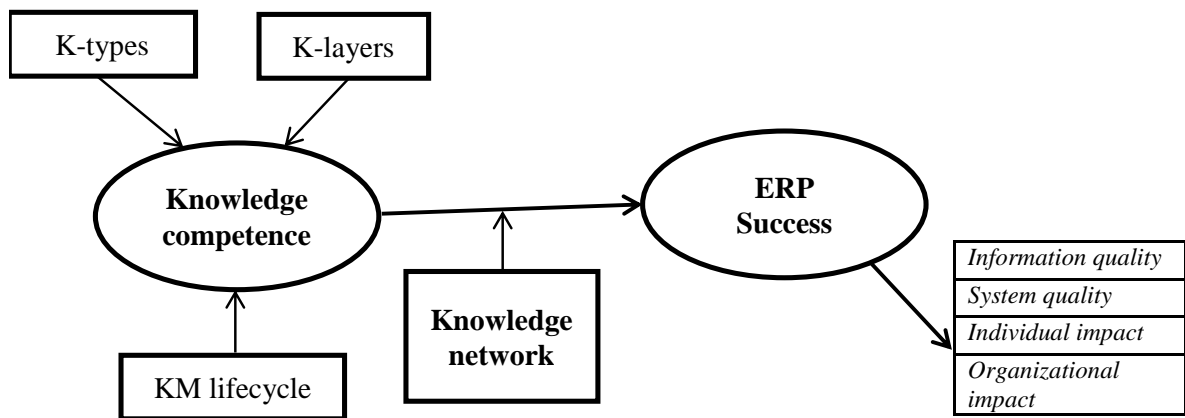 K-types
K-layers
Knowledge
competence
ERP
Success
Information quality
System quality
Individual impact
Organizational
impact
Knowledge
network
KM lifecycle